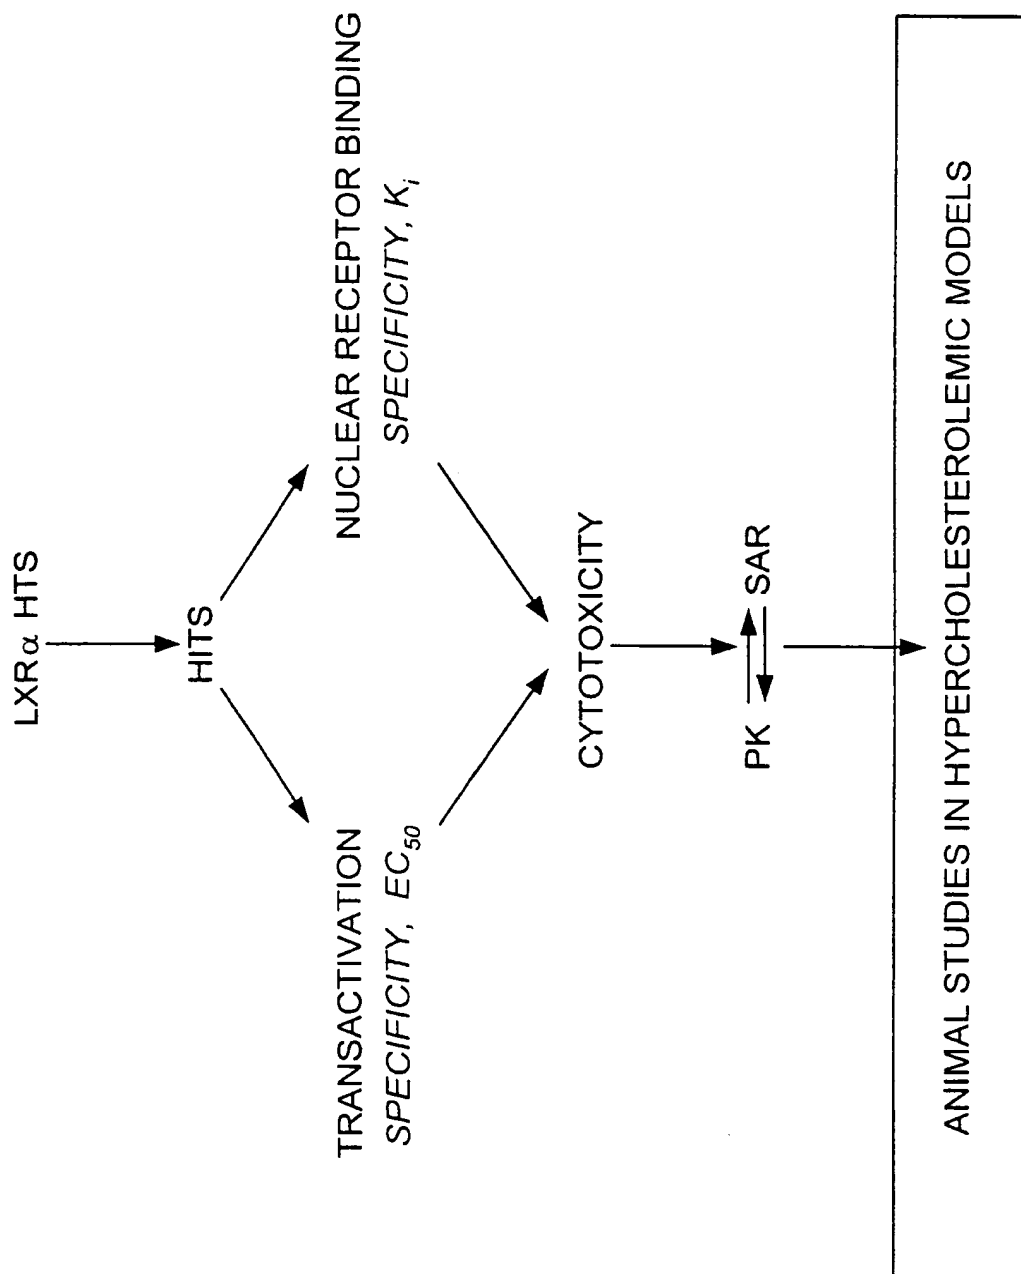 LXRα HTS
HITS
TRANSACTIVATION
SPECIFICITY, EC50
NUCLEAR RECEPTOR BINDING
SPECIFICITY, Ki
CYTOTOXICITY
PK SAR
ANIMAL STUDIES IN HYPERCHOLESTEROLEMIC MODELS